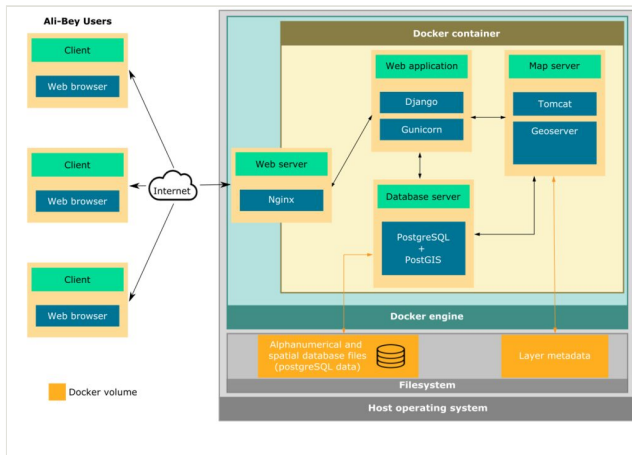 Ali-Bey Users
Client
Web browser
Client
Web browser
Client
Web browser
Internet
Docker container
Web application
Django
Gunicorn
Map server
Tomcat
Geoserver
Web server
Nginx
Database server
PostgreSQL
+
PostGIS
Docker engine
Alphanumerical and
spatial database files
(postgreSQL data)
Layer metadata
Filesystem
Host operating system
Docker volume